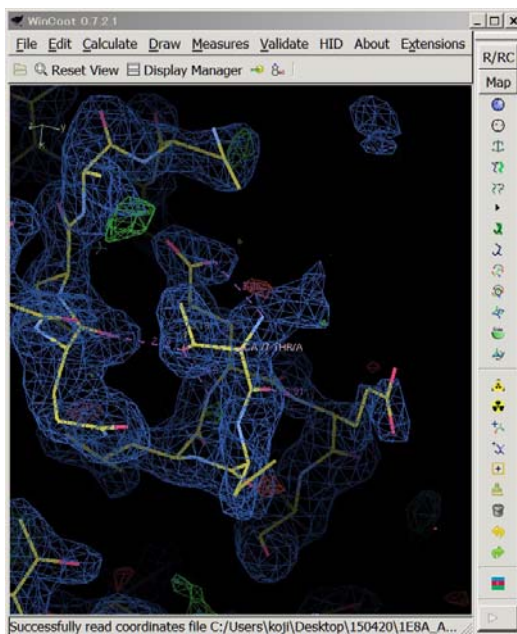 WinCoot 0.7.2.1
File Edit Calculate Draw Measures Validate HID About Extensions
Reset View Display Manager
R/RC
Map
CA /7 THR/A
Successfully read coordinates file C:/Users/koji/Desktop/150420/1E8A_A...